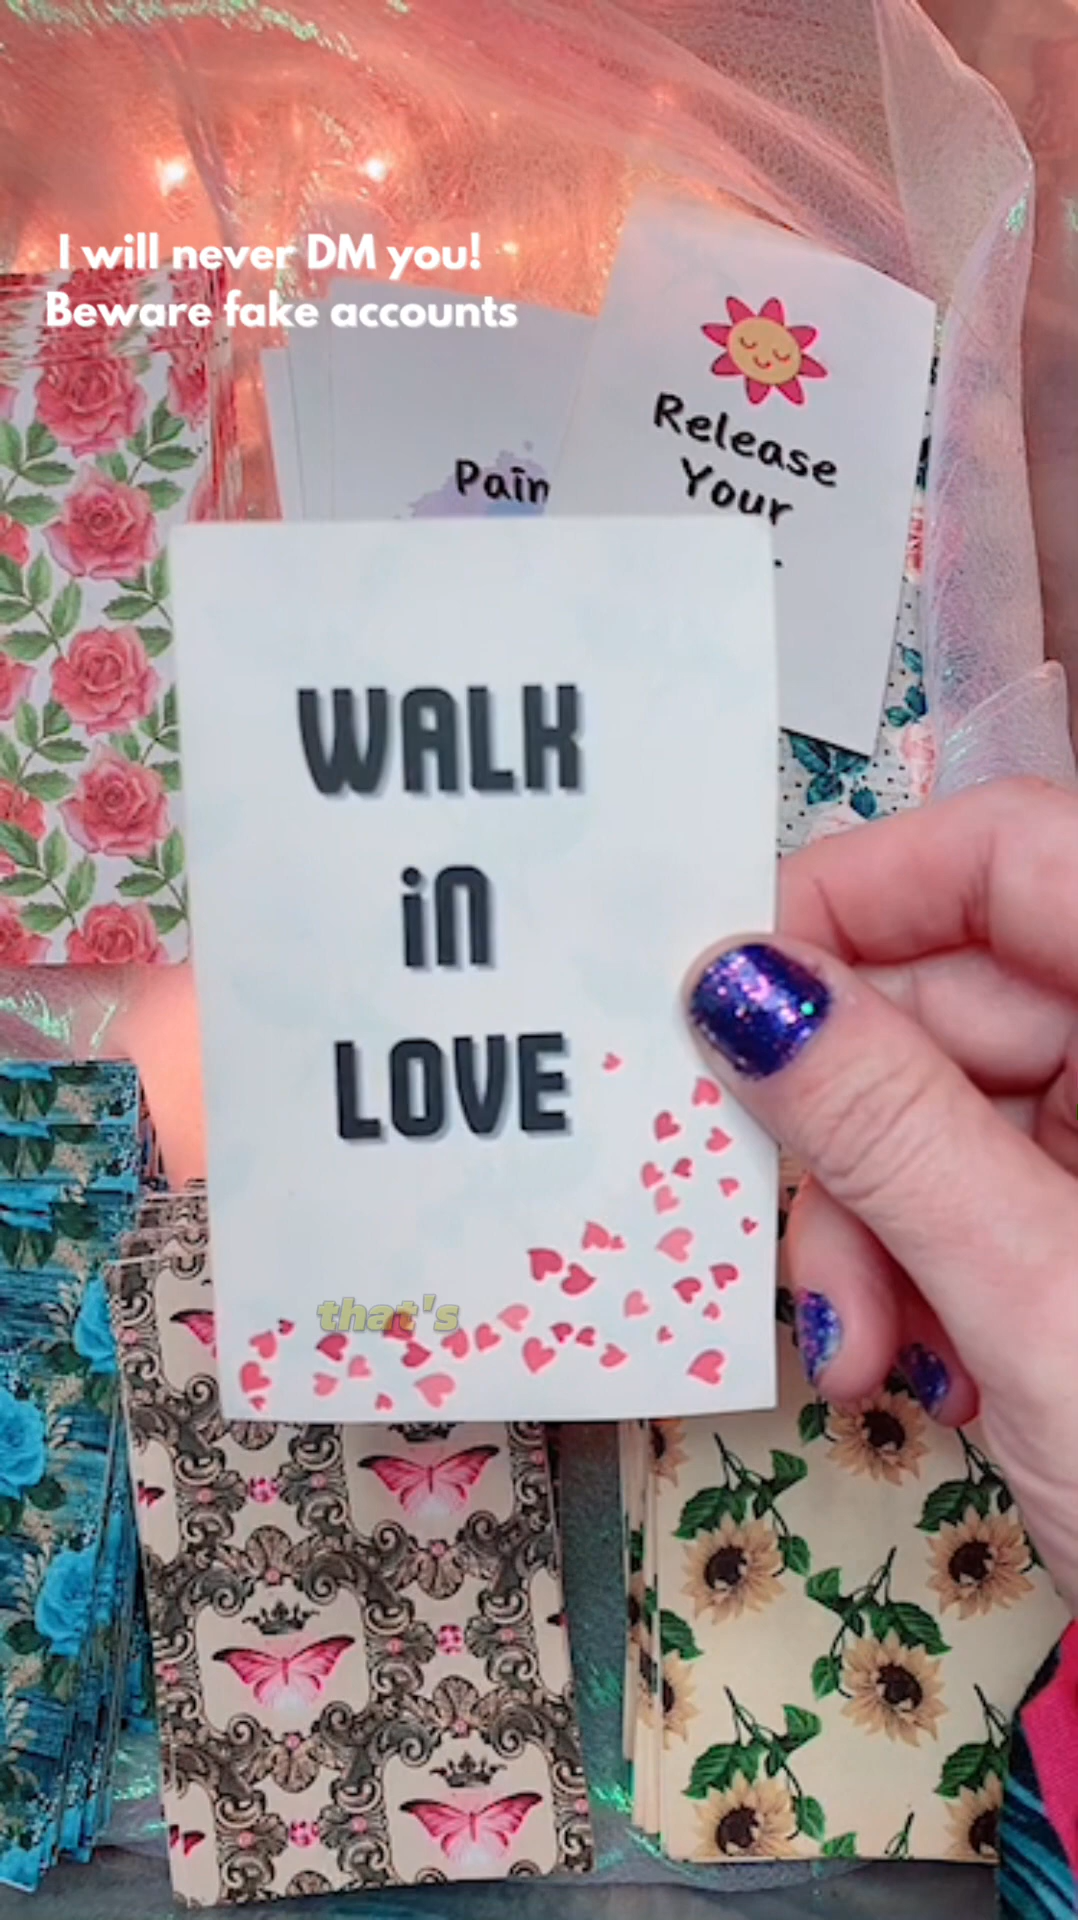 I will never DM you!
Beware fake accounts
Release
Your
Pain
WALK
in
LOVE
that's